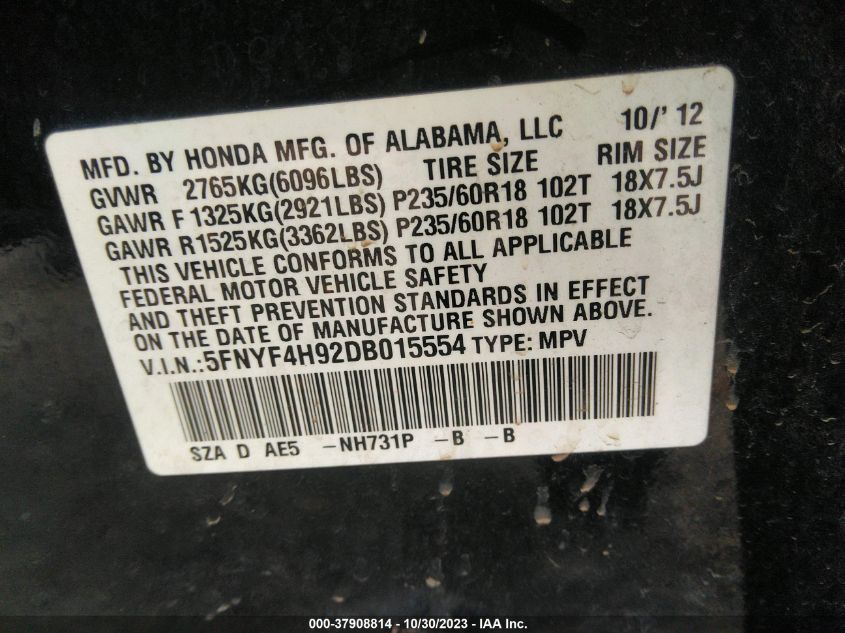 MFD. BY HONDA MFG. OF ALABAMA, LLC 10/'12
GVWR 2765KG(6096LBS) TIRE SIZE RIM SIZE
GAWR F1325KG(2921LBS) P235/60R18 102T 18X7.5J
GAWR R1525KG(3362LBS) P235/60R18 102T 18X7.5J
THIS VEHICLE CONFORMS TO ALL APPLICABLE
FEDERAL MOTOR VEHICLE SAFETY
AND THEFT PREVENTION STANDARDS IN EFFECT
ON THE DATE OF MANUFACTURE SHOWN ABOVE.
V.I.N.:5FNYF4H92DB015554 TYPE: MPV
SZA D AE5 -NH731P -B -B
000-37908814 - 10/30/2023 - IAA Inc.